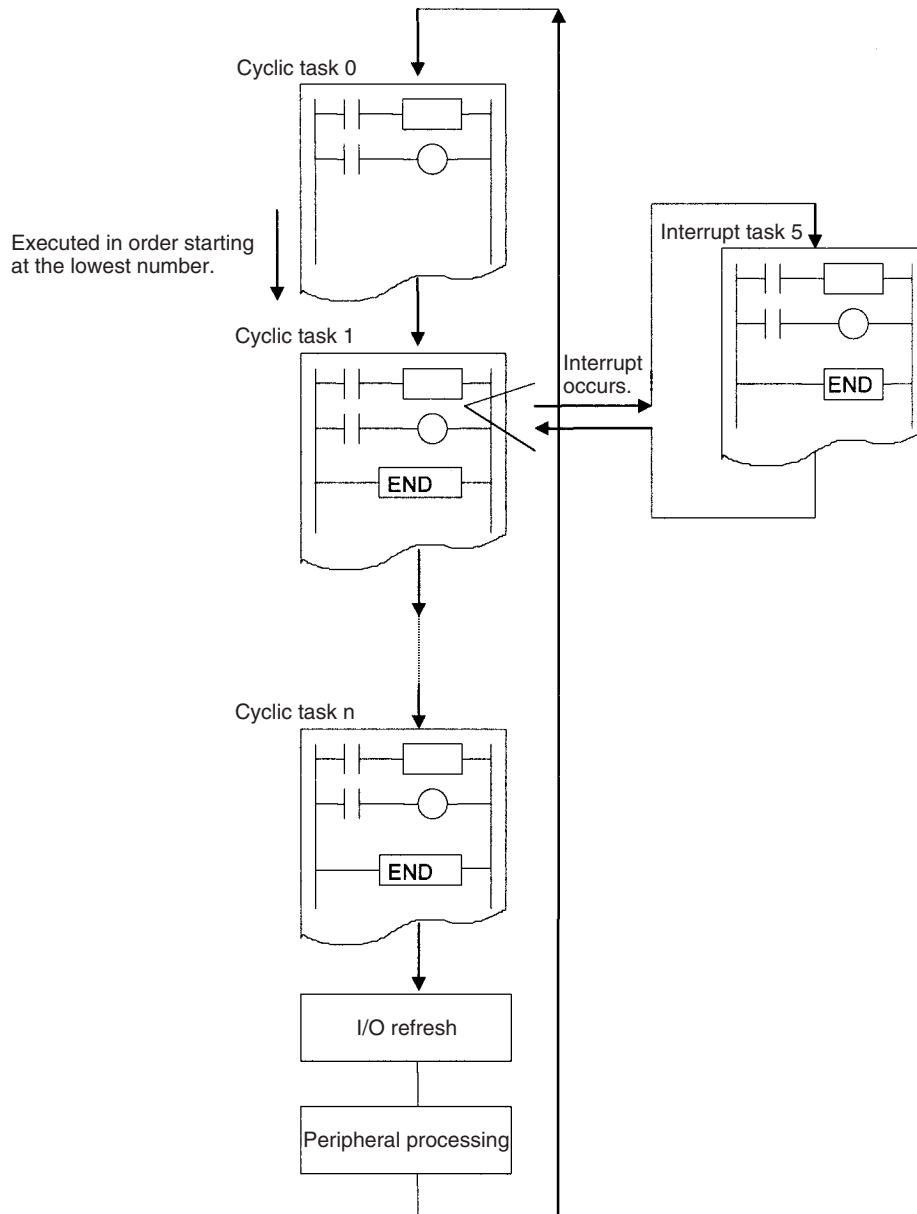 Cyclic task 0
Executed in order starting
at the lowest number.
Cyclic task 1
END
Interrupt
occurs.
Interrupt task 5
END
Cyclic task n
END
I/O refresh
Peripheral processing